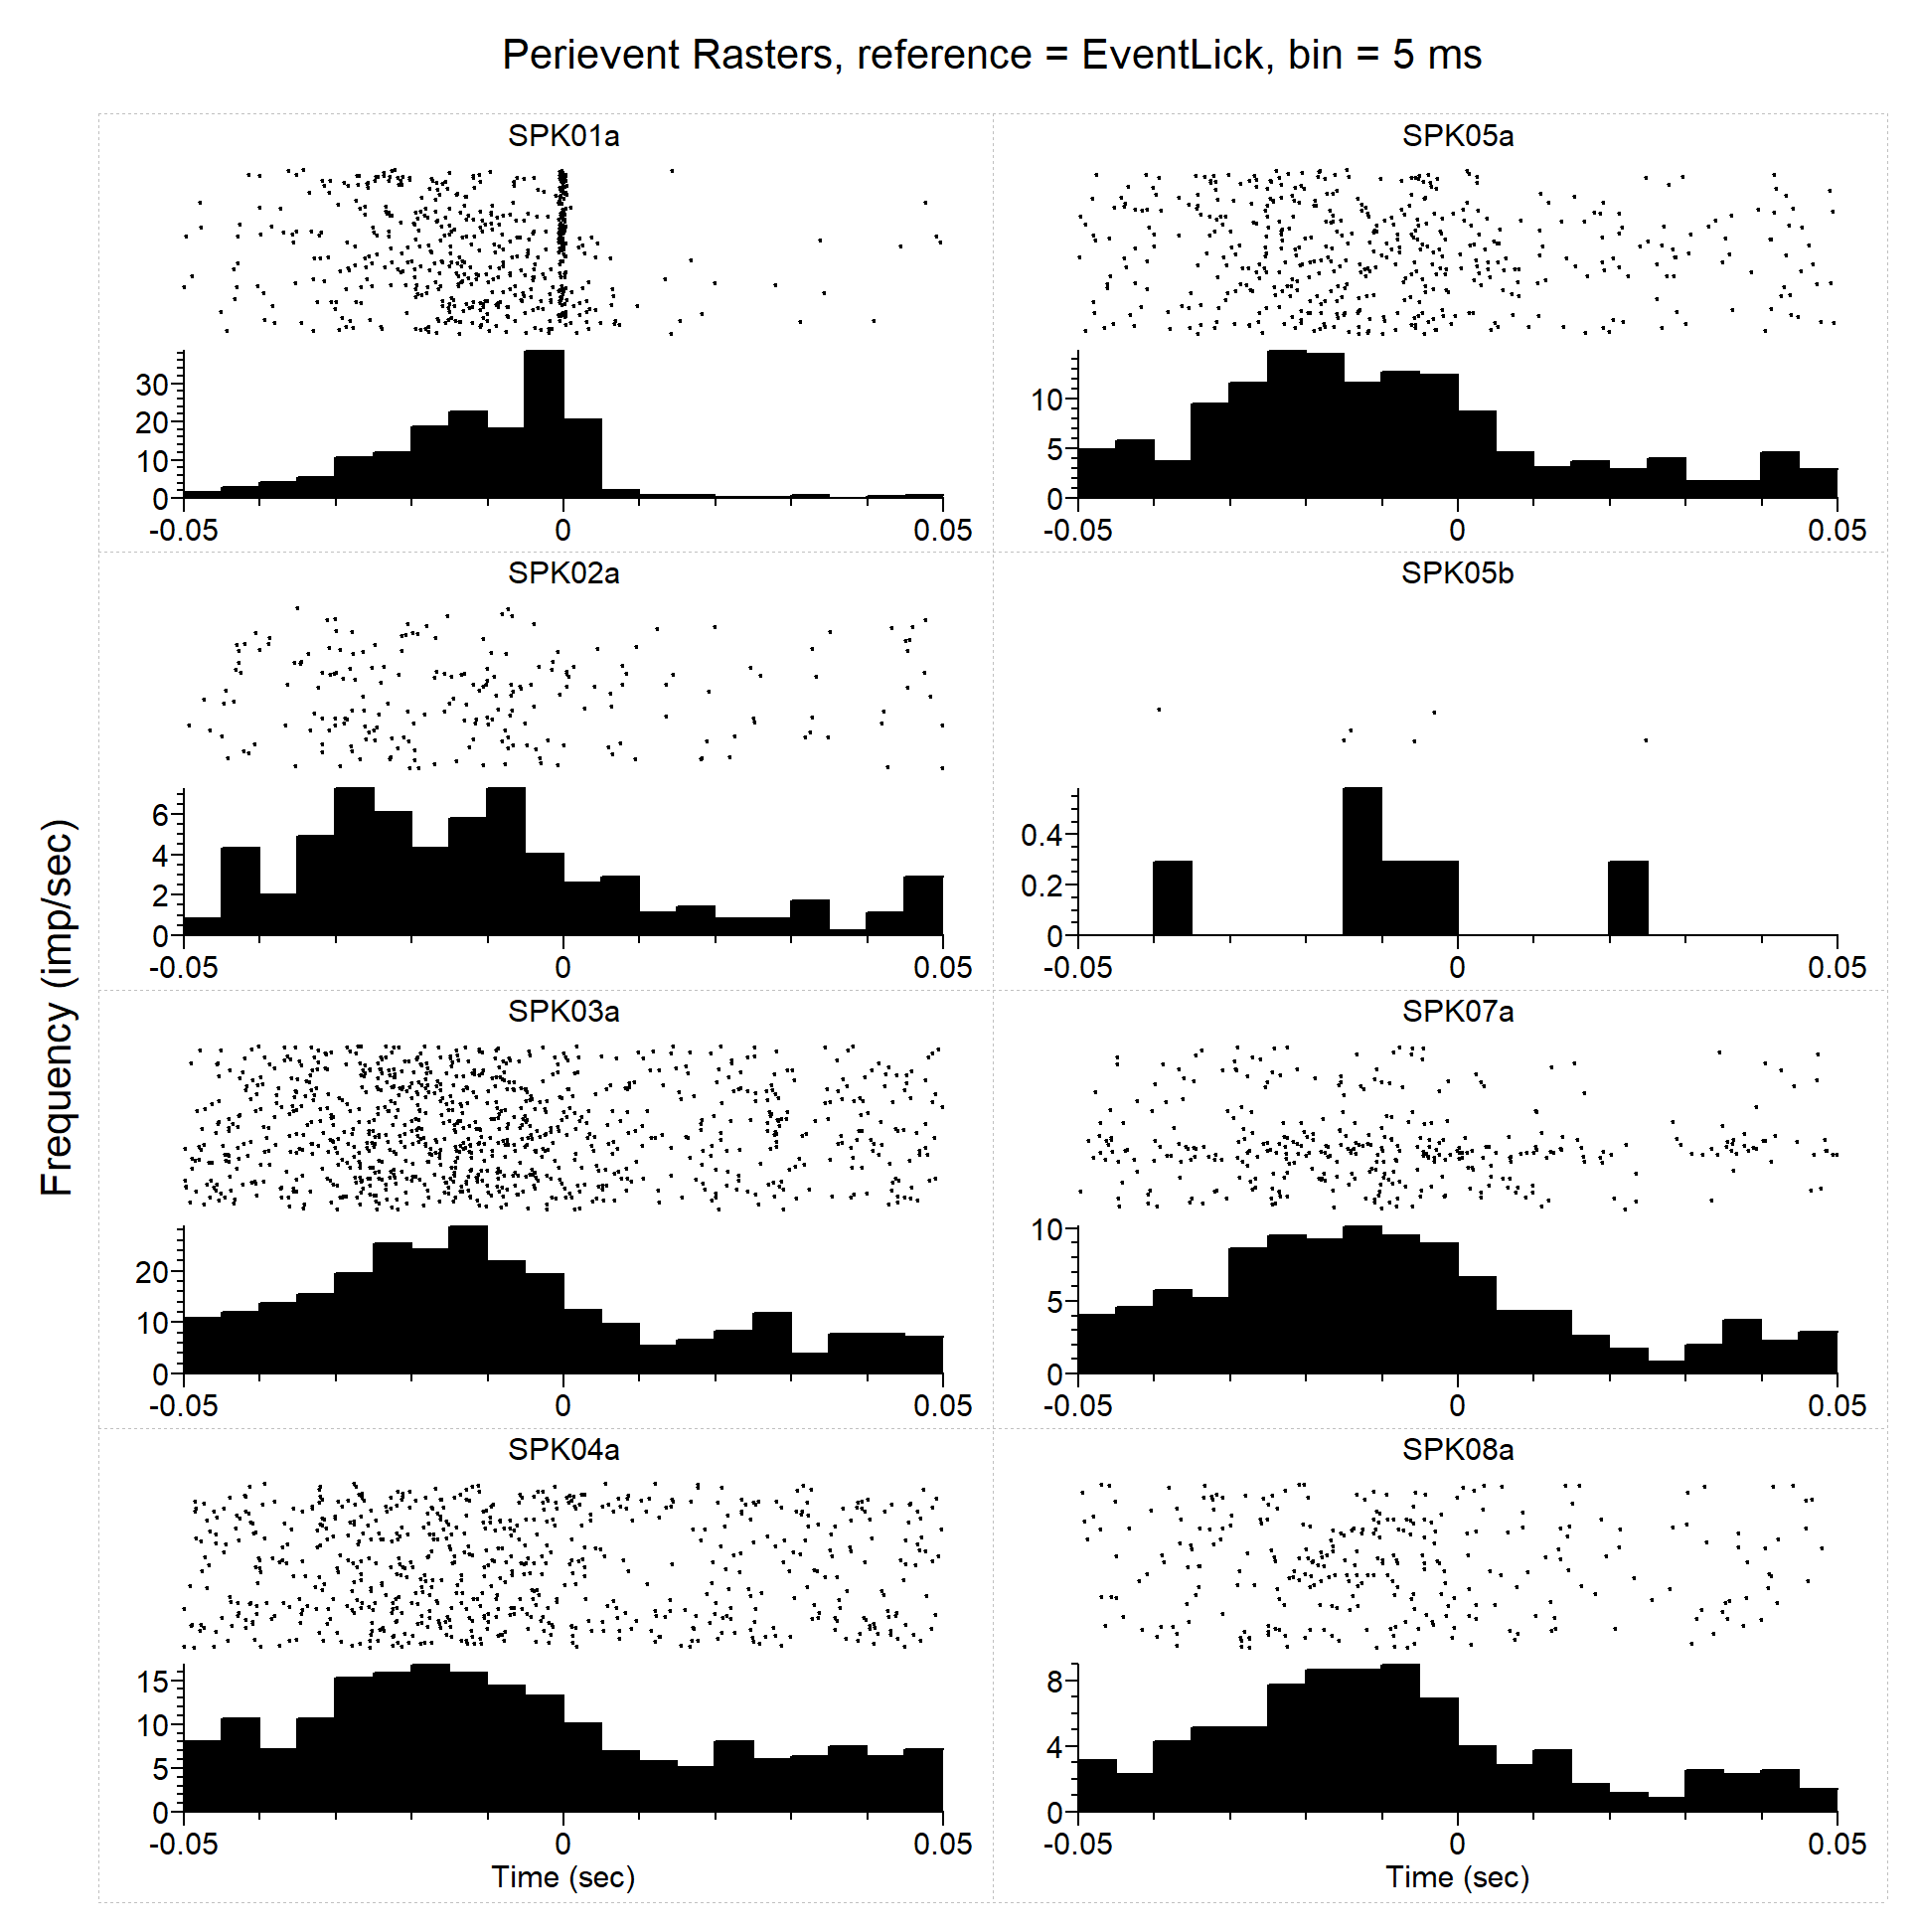 Perievent Rasters, reference = EventLick, bin = 5 ms
Frequency (imp/sec)
SPK01a
30
20
10
0
-0.05 0 0.05
SPK05a
10
5
0
-0.05 0 0.05
SPK02a
6
4
2
0
-0.05 0 0.05
SPK05b
0.4
0.2
0
-0.05 0 0.05
SPK03a
20
10
0
-0.05 0 0.05
SPK07a
10
5
0
-0.05 0 0.05
SPK04a
15
10
5
0
-0.05 0 0.05
Time (sec)
SPK08a
8
4
0
-0.05 0 0.05
Time (sec)